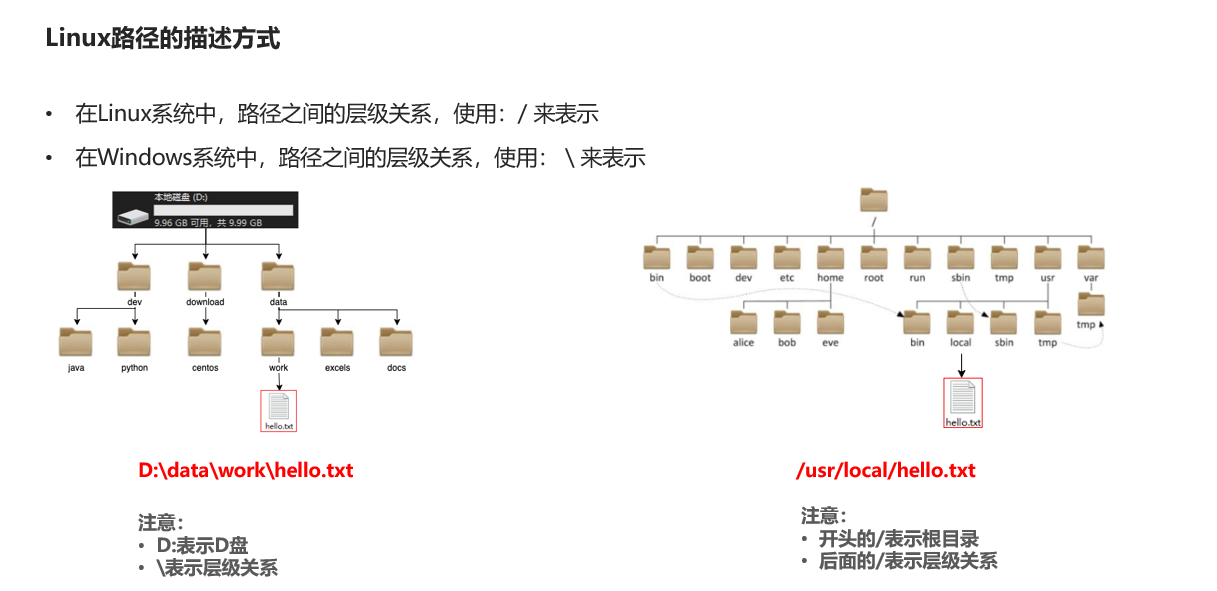 Linux路径的描述方式
• 在Linux系统中，路径之间的层级关系，使用：/ 来表示
• 在Windows系统中，路径之间的层级关系，使用： \ 来表示
本地磁盘 (D:)
9.96 GB 可用，共 9.99 GB
dev download data
java python centos work excels docs
hello.txt
D:\data\work\hello.txt
注意：
• D:表示D盘
• \表示层级关系
/
bin boot dev etc home root run sbin tmp usr var
alice bob eve bin local sbin tmp tmp
hello.txt
/usr/local/hello.txt
注意：
• 开头的/表示根目录
• 后面的/表示层级关系